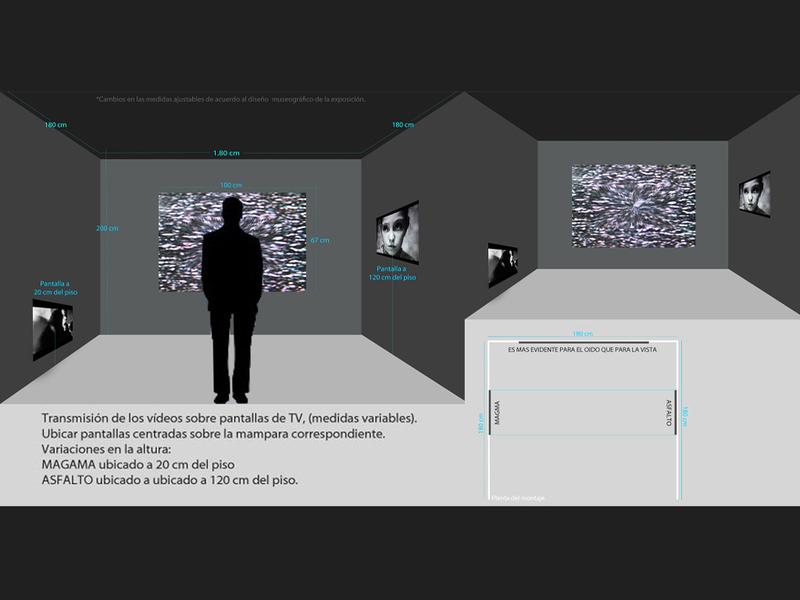 *Cambios en las medidas ajustables de acuerdo al diseño museográfico de la exposición.
180 cm
180 cm
1.80 cm
100 cm
200 cm
67 cm
Pantalla a
120 cm del piso
Pantalla a
20 cm del piso
Transmisión de los vídeos sobre pantallas de TV, (medidas variables).
Ubicar pantallas centradas sobre la mampara correspondiente.
Variaciones en la altura:
MAGAMA ubicado a 20 cm del piso
ASFALTO ubicado a ubicado a 120 cm del piso.
180 cm
ES MAS EVIDENTE PARA EL OIDO QUE PARA LA VISTA
180 cm
MAGMA
ASFALTO
180 cm
Planta del montaje.